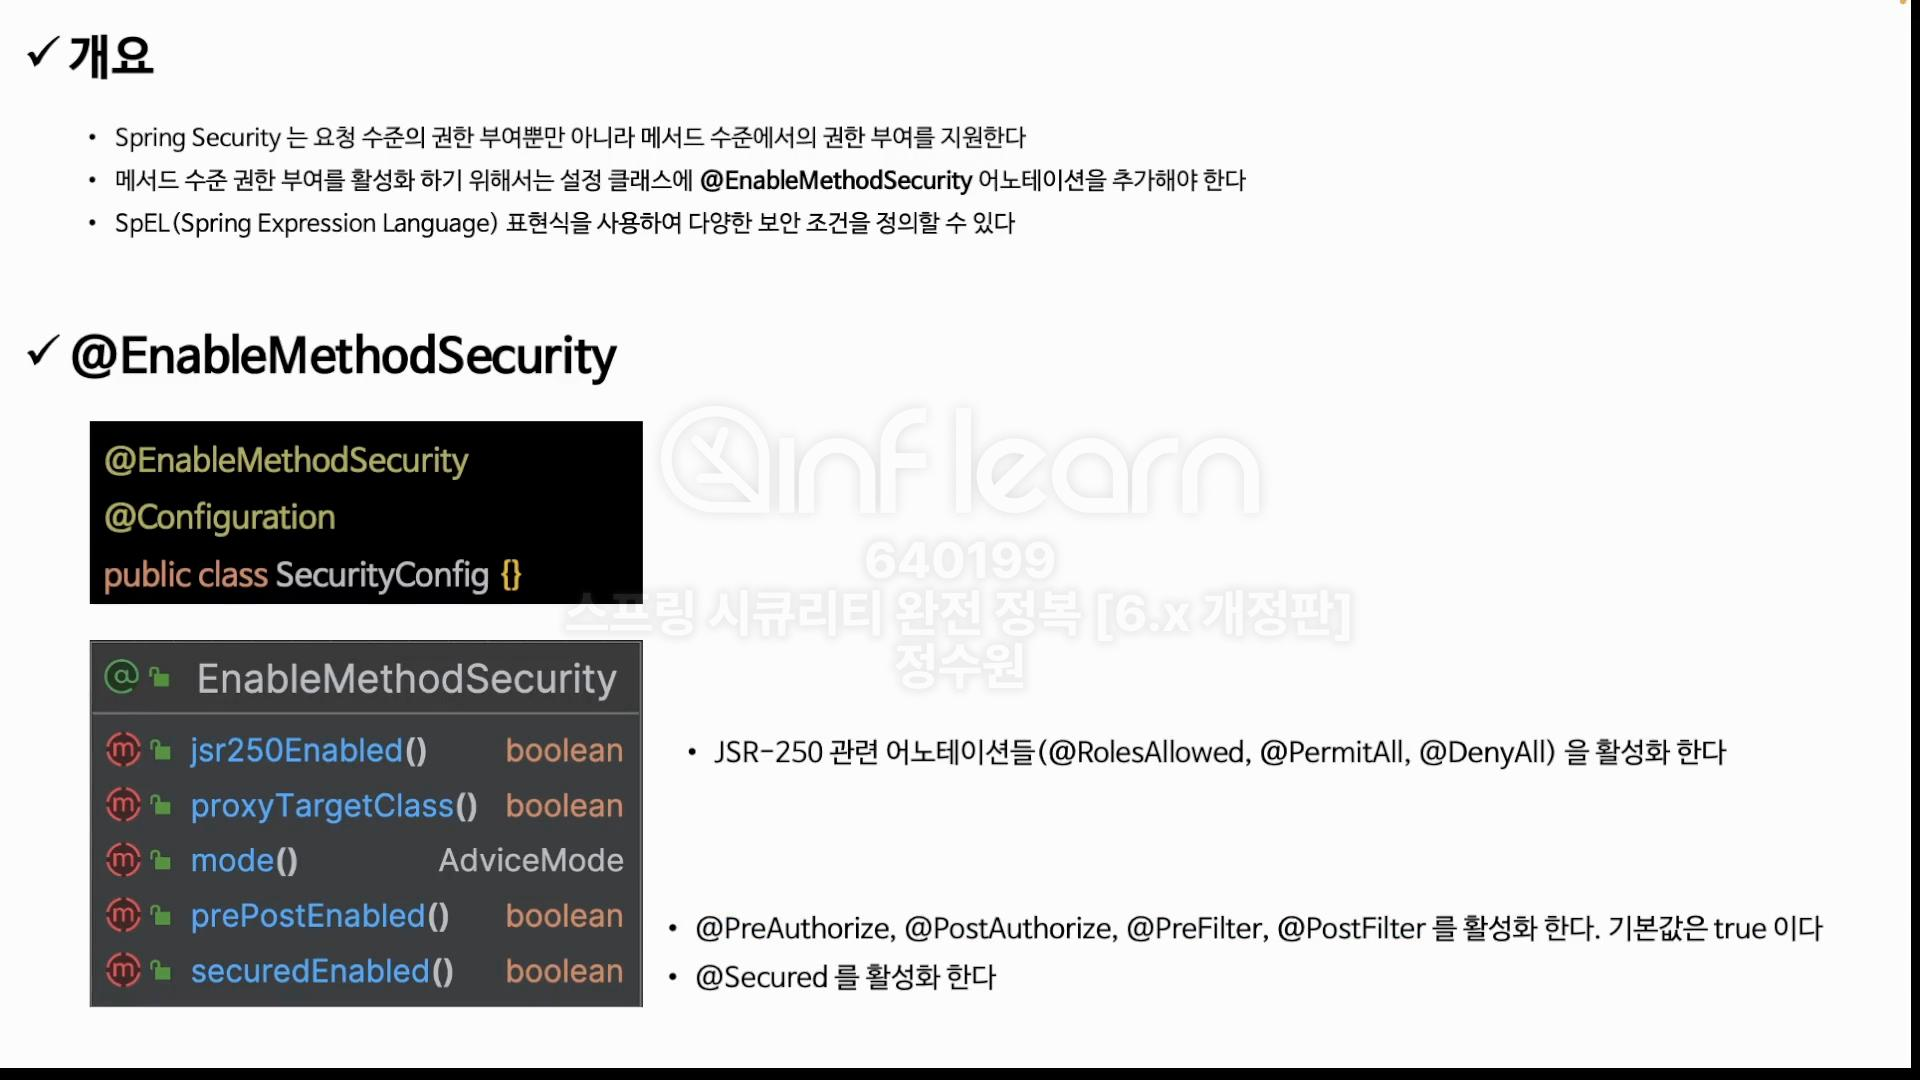 ✓ 개요
• Spring Security 는 요청 수준의 권한 부여뿐만 아니라 메서드 수준에서의 권한 부여를 지원한다
• 메서드 수준 권한 부여를 활성화 하기 위해서는 설정 클래스에 @EnableMethodSecurity 어노테이션을 추가해야 한다
• SpEL(Spring Expression Language) 표현식을 사용하여 다양한 보안 조건을 정의할 수 있다
✓ @EnableMethodSecurity
@EnableMethodSecurity
@Configuration
public class SecurityConfig {}
inflearn
640199
스프링 시큐리티 완전 정복 [6.x 개정판]
정수원
@ EnableMethodSecurity
m jsr250Enabled() boolean
• JSR-250 관련 어노테이션들(@RolesAllowed, @PermitAll, @DenyAll) 을 활성화 한다
m proxyTargetClass() boolean
m mode() AdviceMode
m prePostEnabled() boolean
• @PreAuthorize, @PostAuthorize, @PreFilter, @PostFilter 를 활성화 한다. 기본값은 true 이다
m securedEnabled() boolean
• @Secured 를 활성화 한다